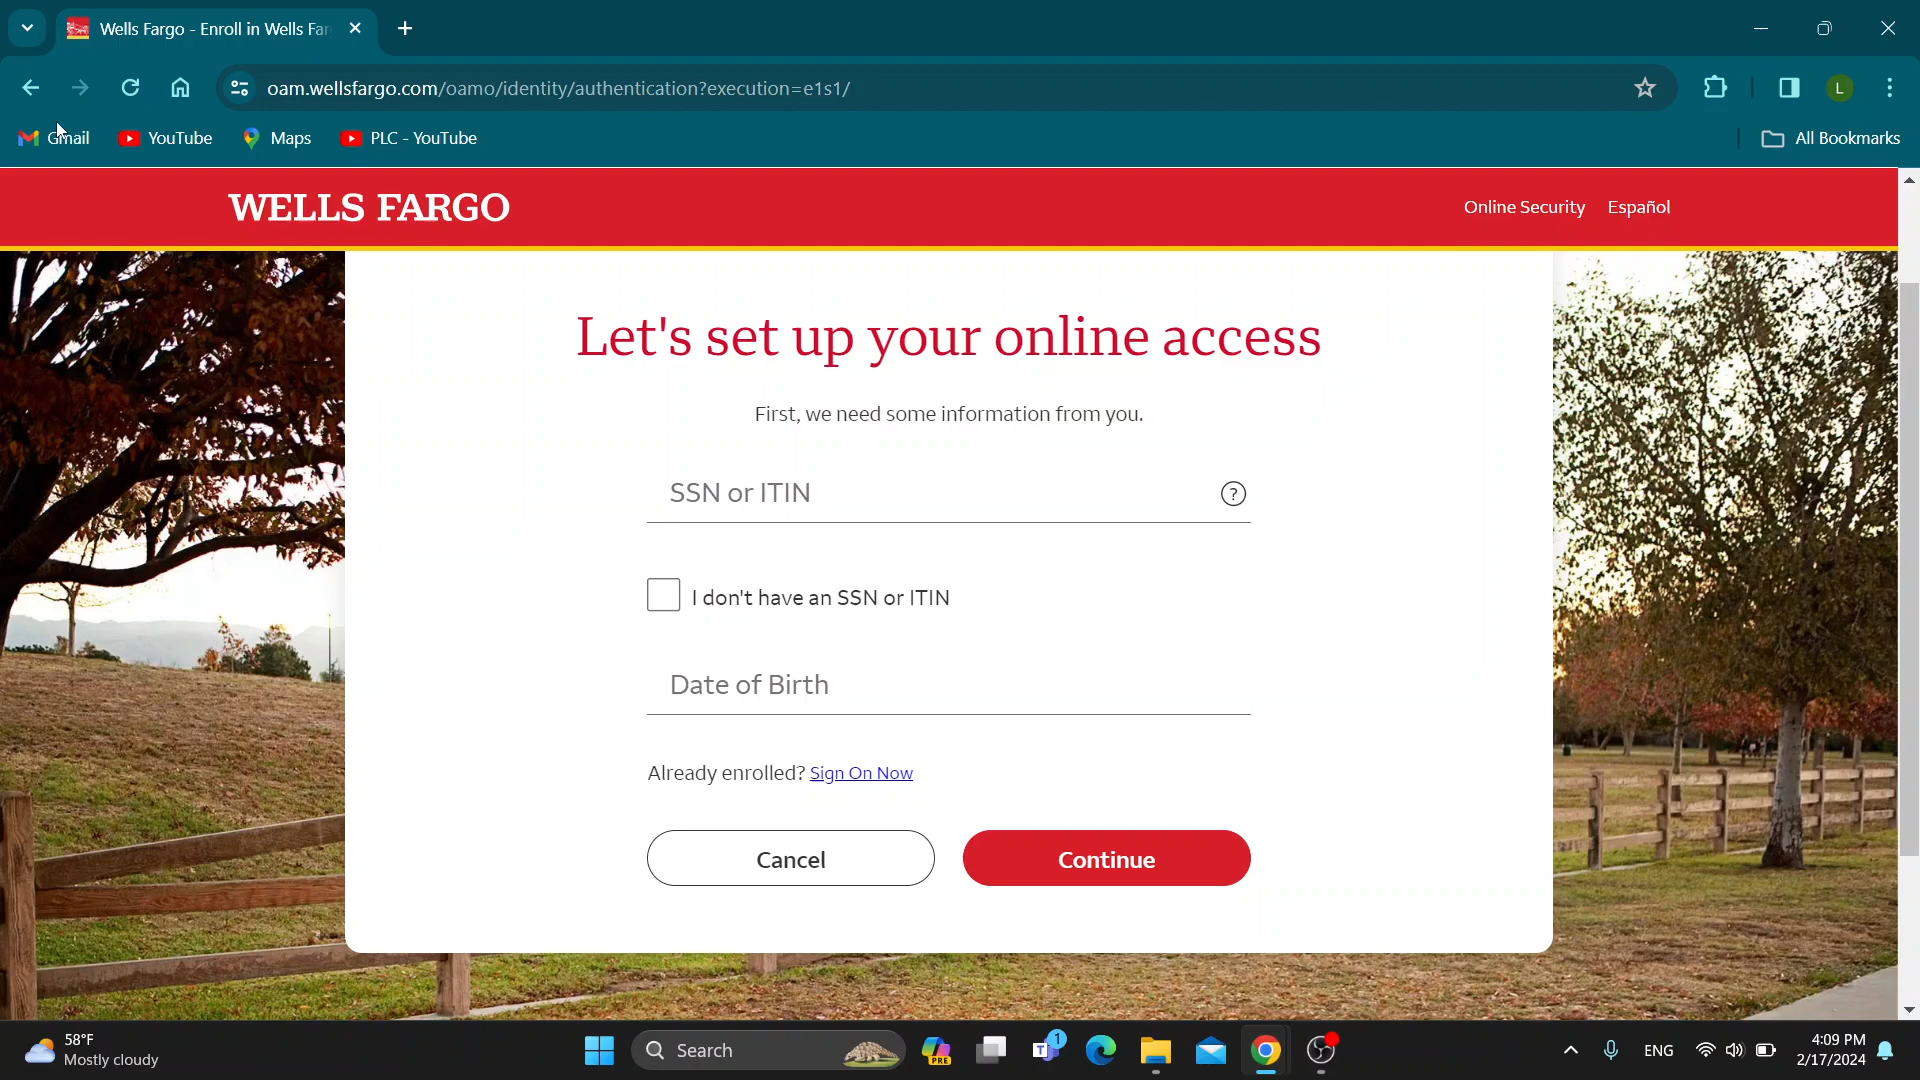 Wells Fargo - Enroll in Wells Far
oam.wellsfargo.com/oamo/identity/authentication?execution=e1s1/
L
Gmail
YouTube
Maps
PLC - YouTube
All Bookmarks
WELLS FARGO
Online Security
Español
Let's set up your online access
First, we need some information from you.
SSN or ITIN
?
I don't have an SSN or ITIN
Date of Birth
Already enrolled? Sign On Now
Cancel
Continue
58°F
Mostly cloudy
Search
PRE
T
1
ENG
4:09 PM
2/17/2024